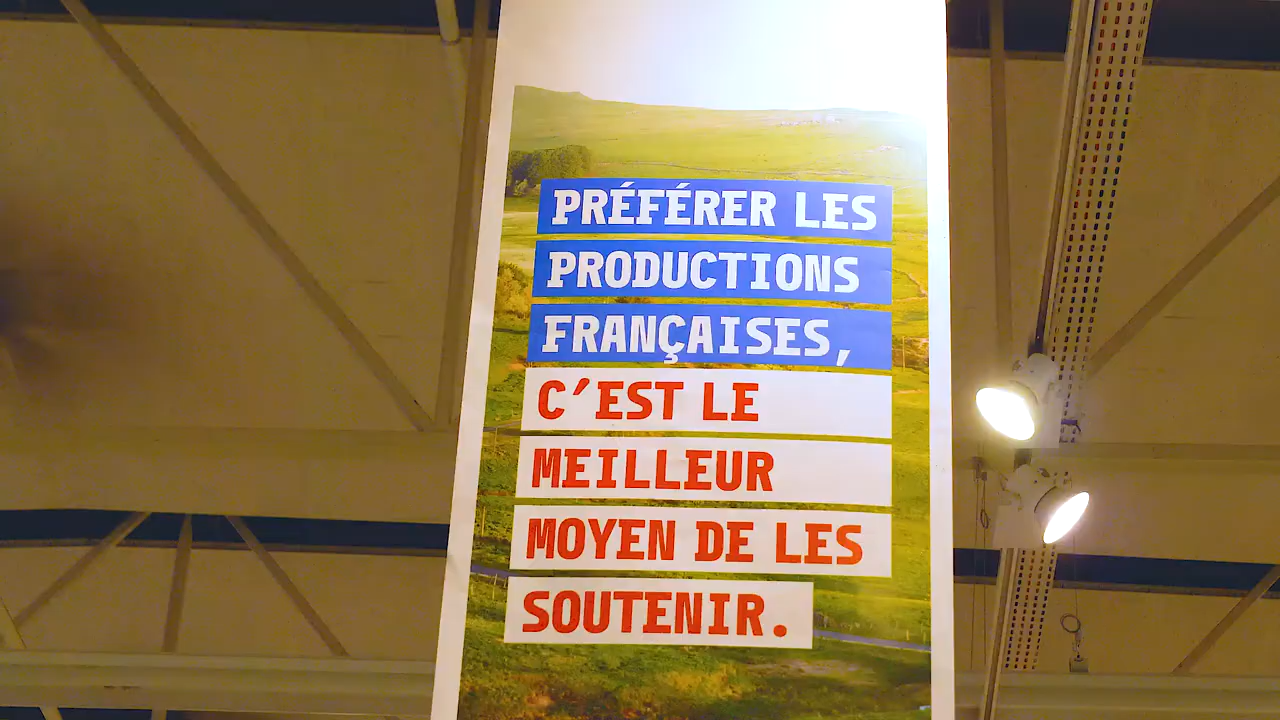 PRÉFÉRER LES
PRODUCTIONS
FRANÇAISES,
C'EST LE
MEILLEUR
MOYEN DE LES
SOUTENIR.